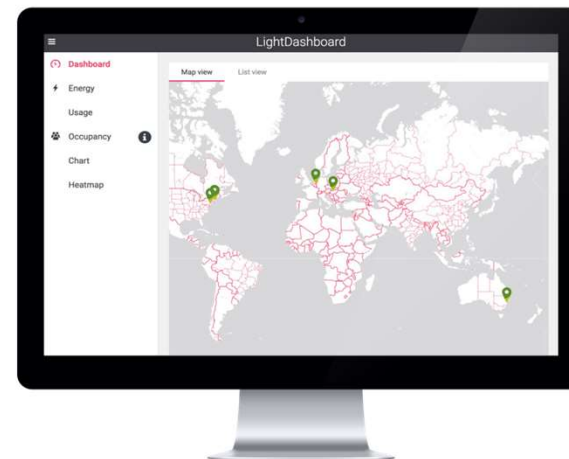 LightDashboard
Dashboard
Energy
Usage
Occupancy
Chart
Heatmap
Map view List view